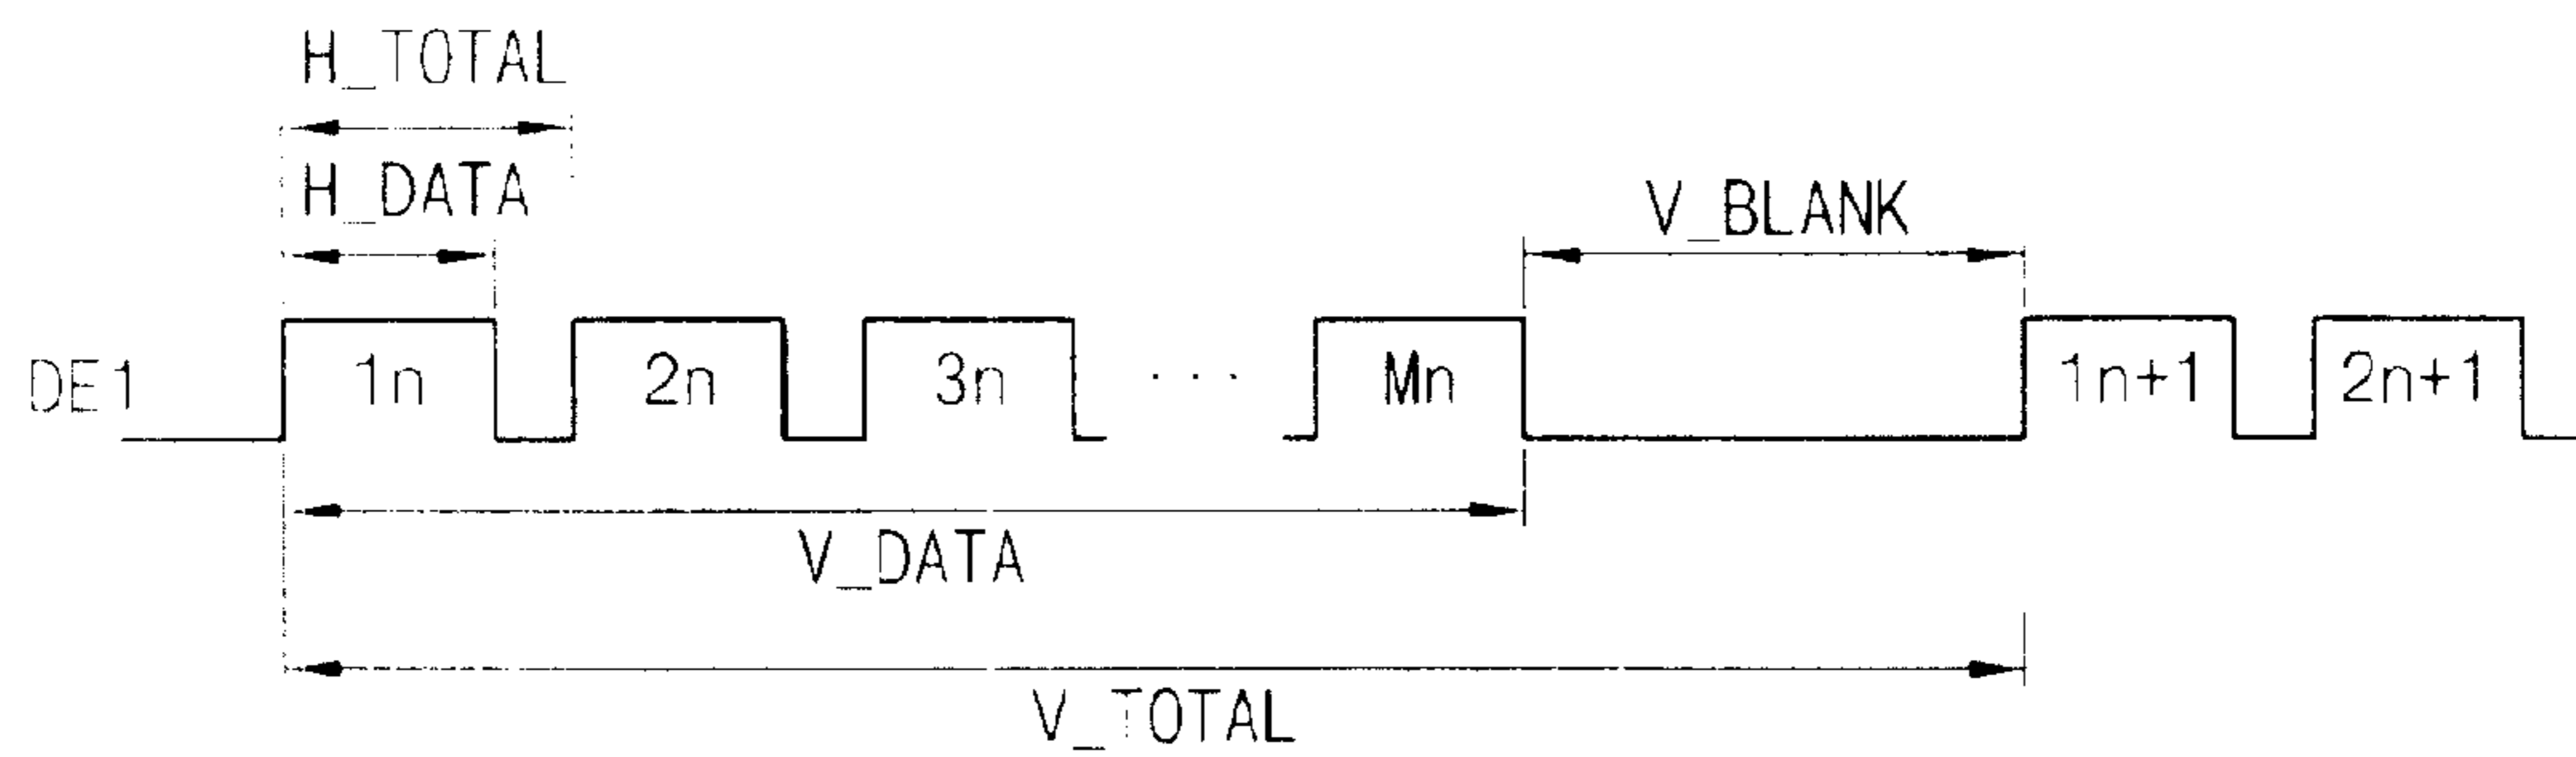 H_TOTAL
H_DATA
V_BLANK
DE1 1n 2n 3n ... Mn 1n+1 2n+1
V_DATA
V_TOTAL